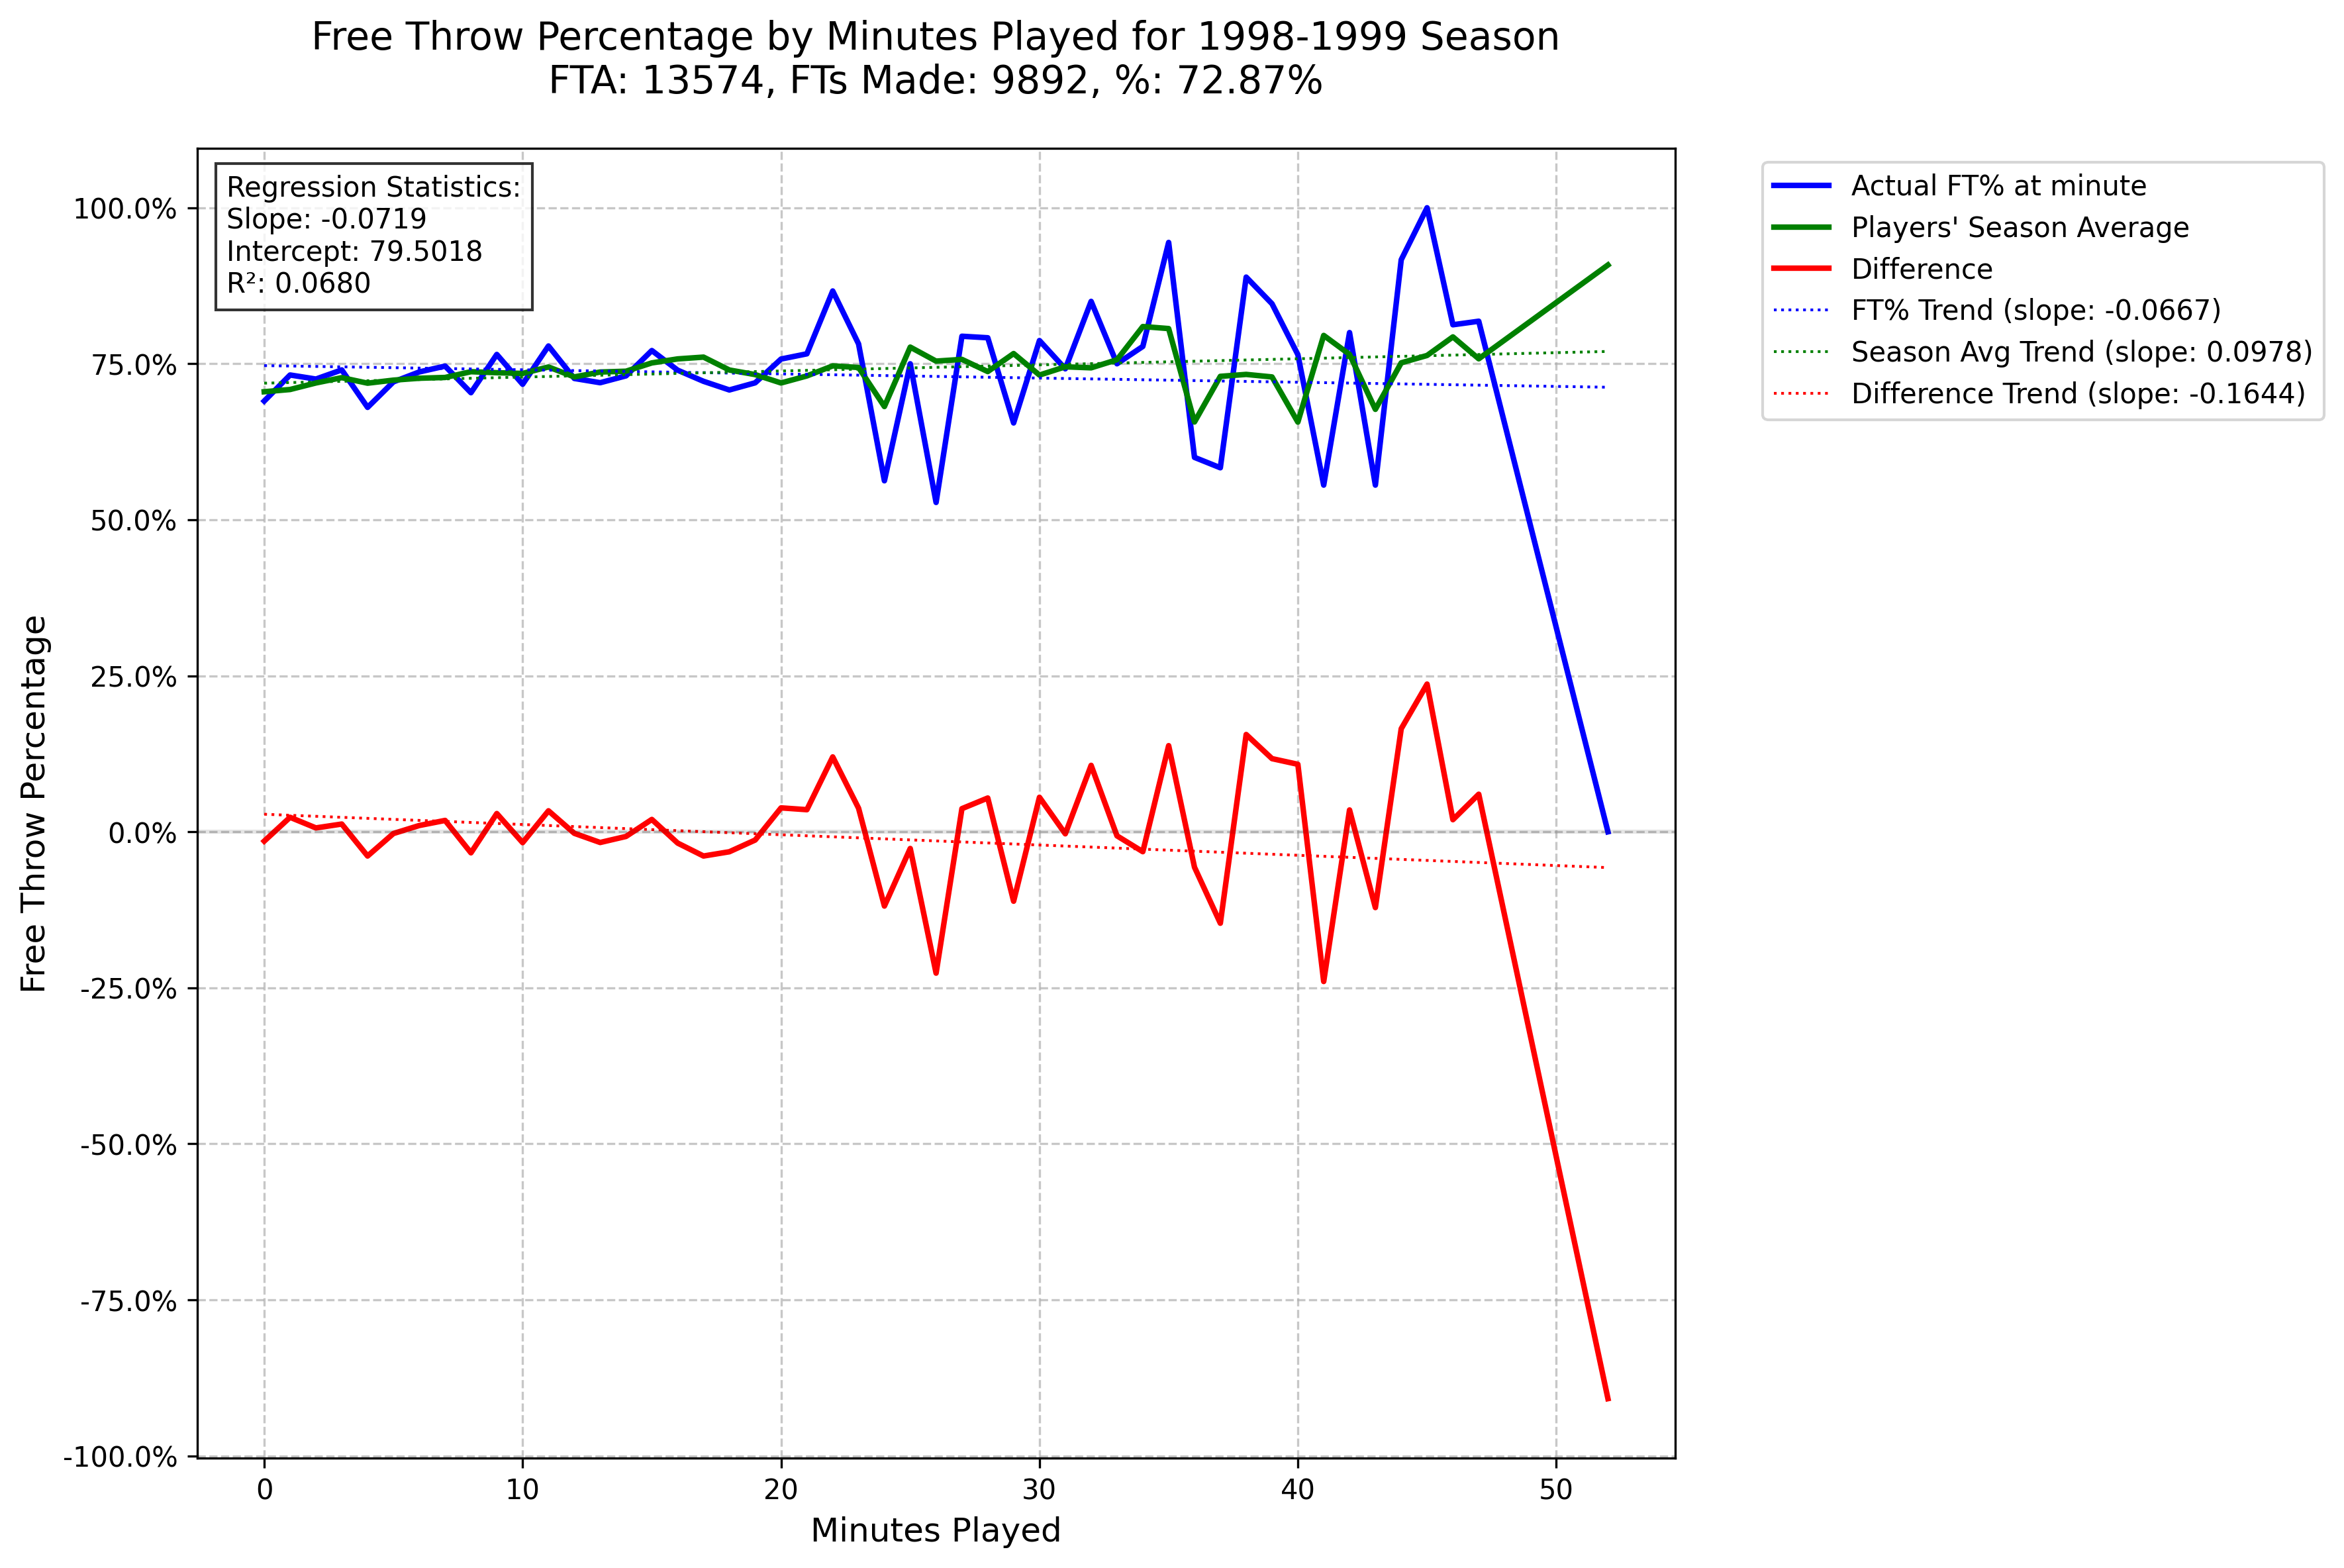 Free Throw Percentage by Minutes Played for 1998-1999 Season
FTA: 13574, FTs Made: 9892, %: 72.87%
Regression Statistics:
Slope: -0.0719
Intercept: 79.5018
R²: 0.0680
Actual FT% at minute
Players' Season Average
Difference
FT% Trend (slope: -0.0667)
Season Avg Trend (slope: 0.0978)
Difference Trend (slope: -0.1644)
Free Throw Percentage
100.0%
75.0%
50.0%
25.0%
0.0%
-25.0%
-50.0%
-75.0%
-100.0%
0 10 20 30 40 50
Minutes Played